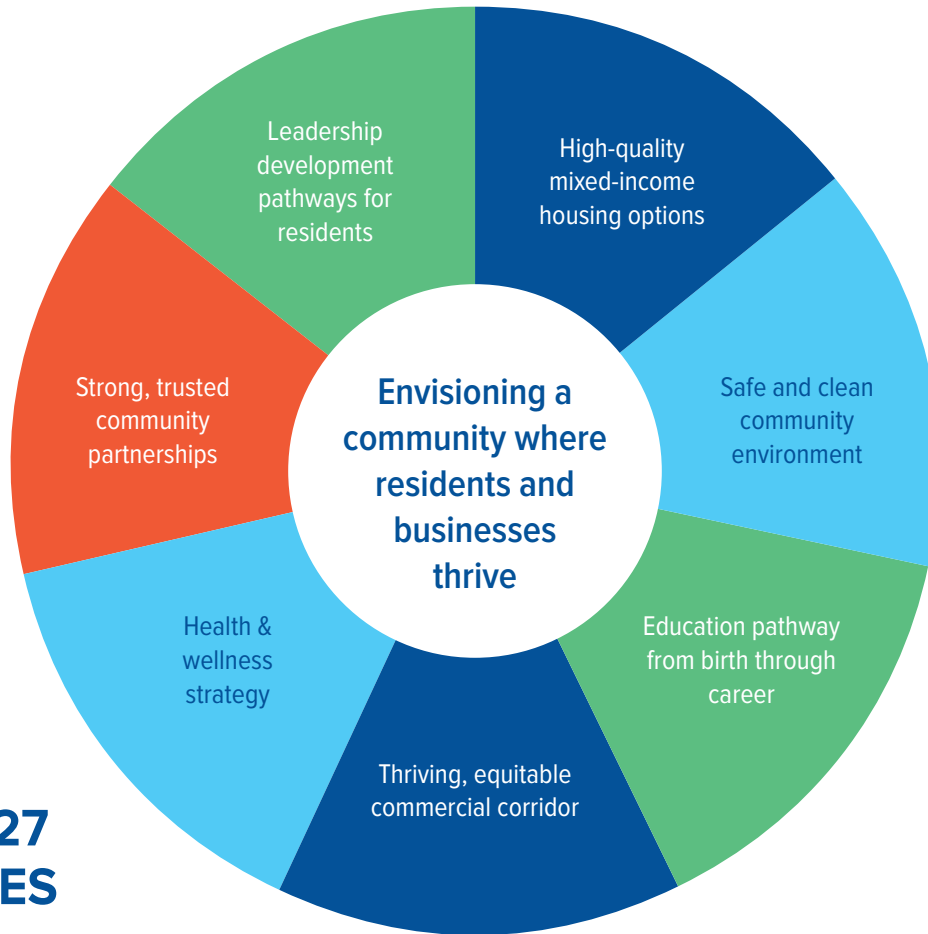 Leadership
development
pathways for
residents
High-quality
mixed-income
housing options
Strong, trusted
community
partnerships
Envisioning a
community where
residents and
businesses
thrive
Safe and clean
community
environment
Health &
wellness
strategy
Education pathway
from birth through
career
Thriving, equitable
commercial corridor
27
ES